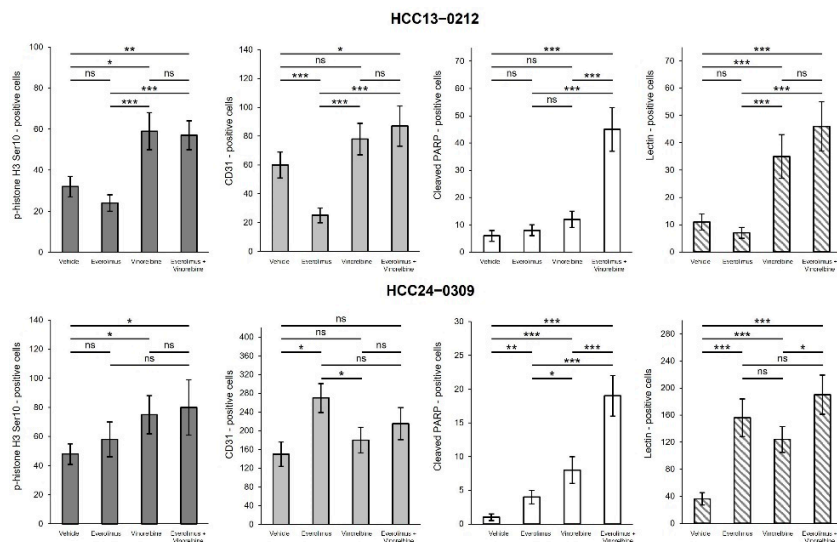 HCC13−0212
p-histone H3 Ser10 - positive cells
100
80
60
40
20
0
**
*
ns
ns
***
***
Vehicle
Everolimus
Vinorelbine
Everolimus +
Vinorelbine
CD31 - positive cells
140
120
100
80
60
40
20
0
*
ns
***
ns
***
***
Vehicle
Everolimus
Vinorelbine
Everolimus +
Vinorelbine
Cleaved PARP - positive cells
70
60
50
40
30
20
10
0
***
ns
ns
***
***
ns
Vehicle
Everolimus
Vinorelbine
Everolimus +
Vinorelbine
Lectin - positive cells
70
60
50
40
30
20
10
0
***
***
ns
ns
***
***
Vehicle
Everolimus
Vinorelbine
Everolimus +
Vinorelbine
HCC24−0309
p-histone H3 Ser10 - positive cells
140
120
100
80
60
40
20
0
*
*
ns
ns
ns
Vehicle
Everolimus
Vinorelbine
Everolimus +
Vinorelbine
CD31 - positive cells
450
400
350
300
250
200
150
100
50
0
ns
ns
*
ns
ns
*
Vehicle
Everolimus
Vinorelbine
Everolimus +
Vinorelbine
Cleaved PARP - positive cells
30
25
20
15
10
5
0
***
***
**
***
***
*
Vehicle
Everolimus
Vinorelbine
Everolimus +
Vinorelbine
Lectin - positive cells
320
280
240
200
160
120
80
40
0
***
***
***
*
ns
ns
Vehicle
Everolimus
Vinorelbine
Everolimus +
Vinorelbine